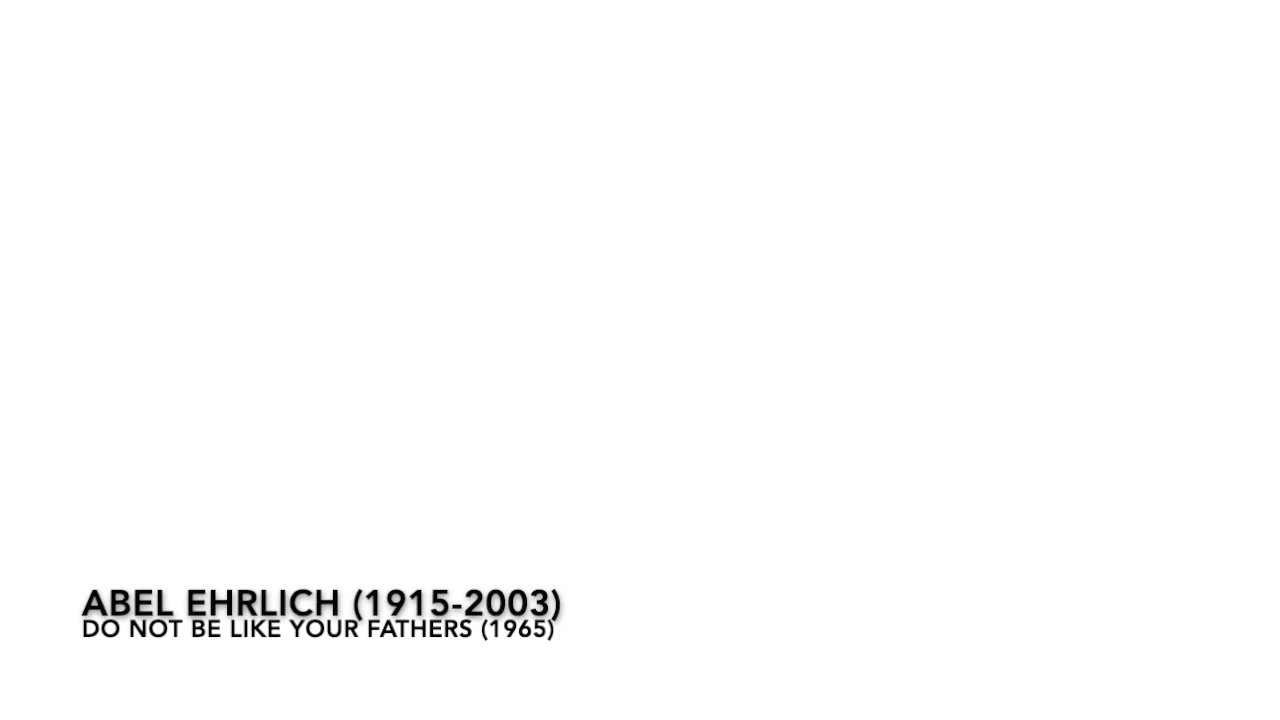 ABEL EHRLICH (1915-2003)
DO NOT BE LIKE YOUR FATHERS (1965)